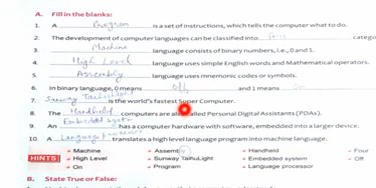 A. Fill in the blanks:
1. A Program is a set of instructions, which tells the computer what to do.
2. The development of computer languages can be classified into four catego
3. Machine language consists of binary numbers, i.e., 0 and 1.
4. High Level language uses simple English words and Mathematical operators.
5. Assembly language uses mnemonic codes or symbols.
6. In binary language, 0 means off and 1 means on
7. Sunway Taihulight is the world's fastest Super Computer.
8. The Handheld computers are also called Personal Digital Assistants (PDAs).
9. An Embedded system has a computer hardware with software, embedded into a larger device.
10. A Language processor translates a high level language program into machine language.
HINTS
• Machine • Assembly • Handheld • Four
• High Level • Sunway TaihuLight • Embedded system • Off
• On • Program • Language processor
B. State True or False: